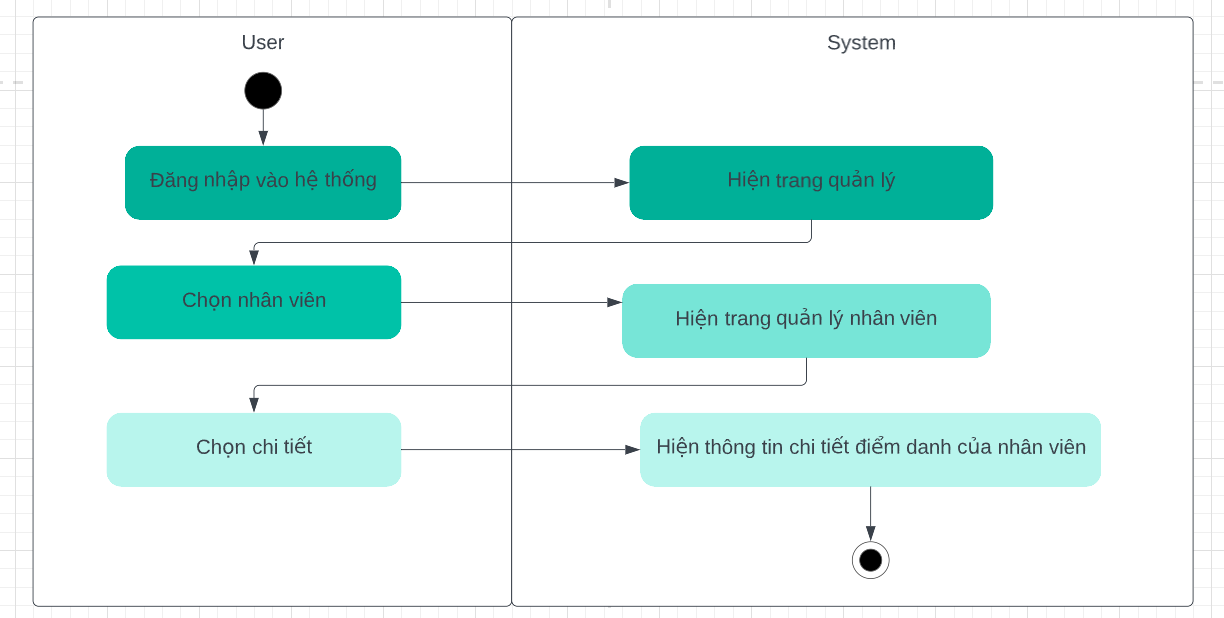 User
System
Đăng nhập vào hệ thống
Hiện trang quản lý
Chọn nhân viên
Hiện trang quản lý nhân viên
Chọn chi tiết
Hiện thông tin chi tiết điểm danh của nhân viên